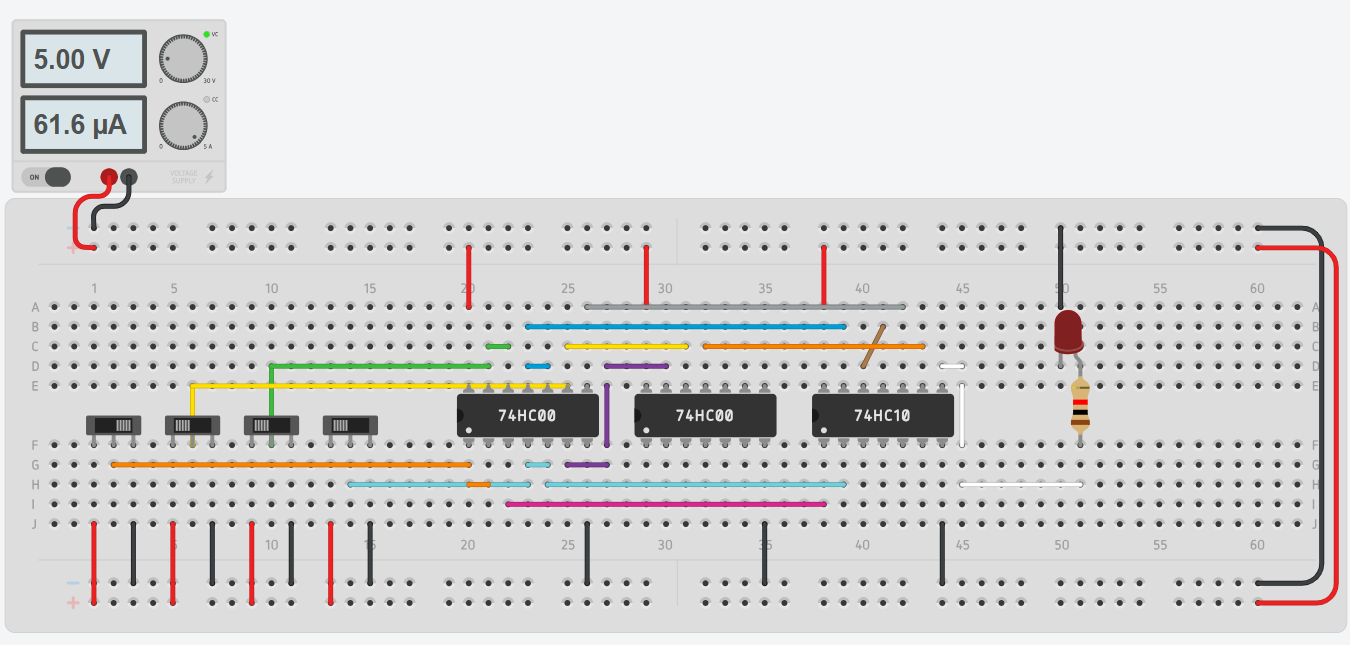 5.00 V
VC
0
30 V
61.6 µA
CC
0
5 A
ON
VOLTAGE
SUPPLY
−
+
1 5 10 15 20 25 30 35 40 45 50 55 60
A A
B B
C C
D D
E E
74HC00 74HC00 74HC10
F F
G G
H H
I I
J J
5 10 15 20 25 30 35 40 45 50 55 60
−
+